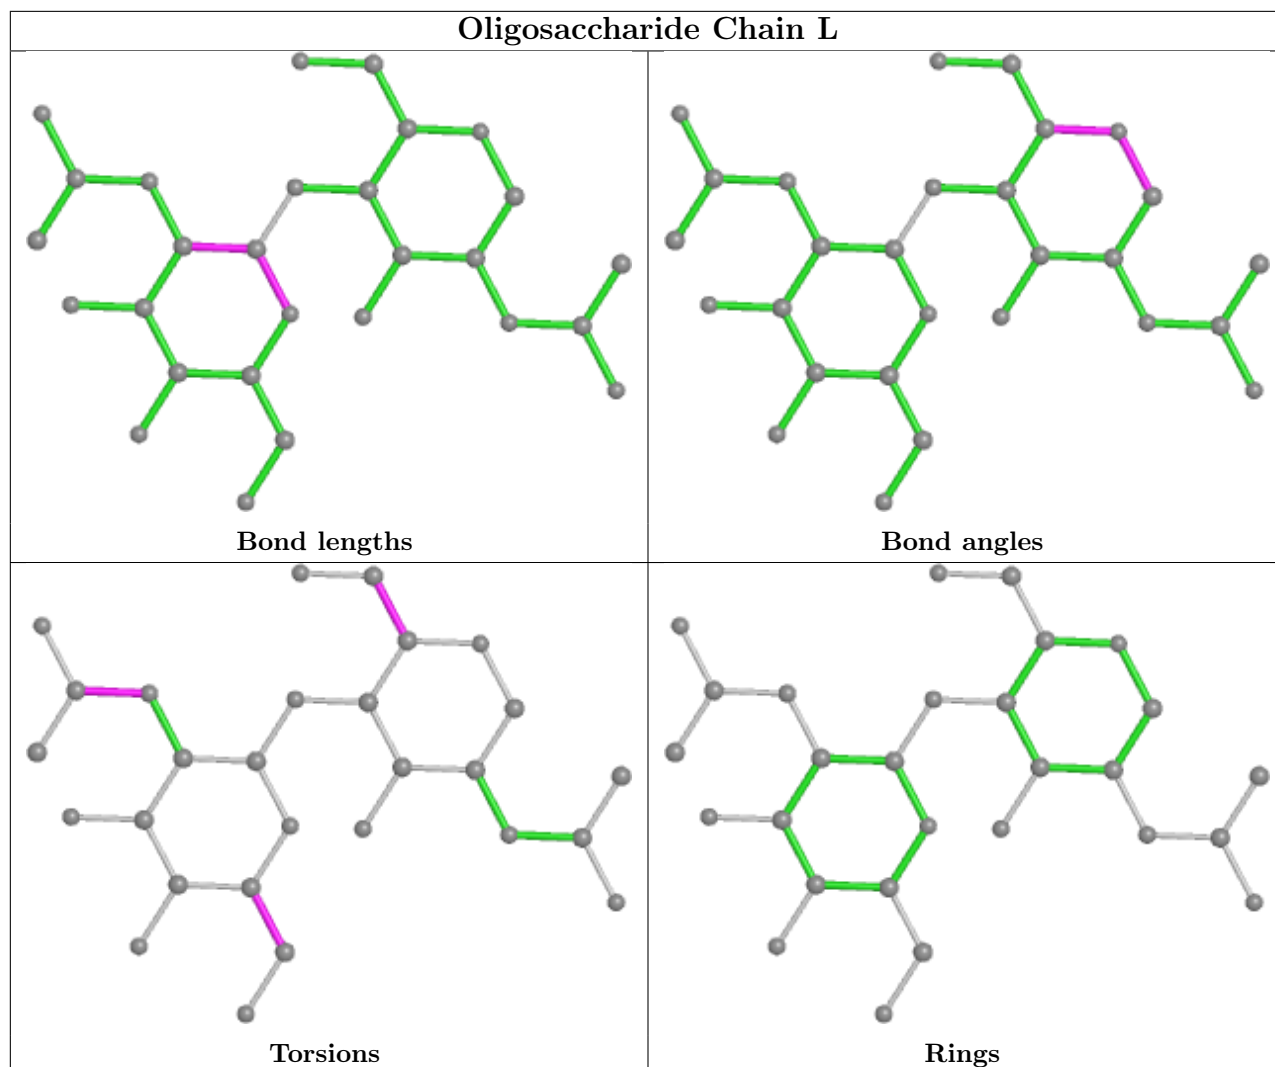 Oligosaccharide Chain L
Bond lengths
Bond angles
Torsions
Rings